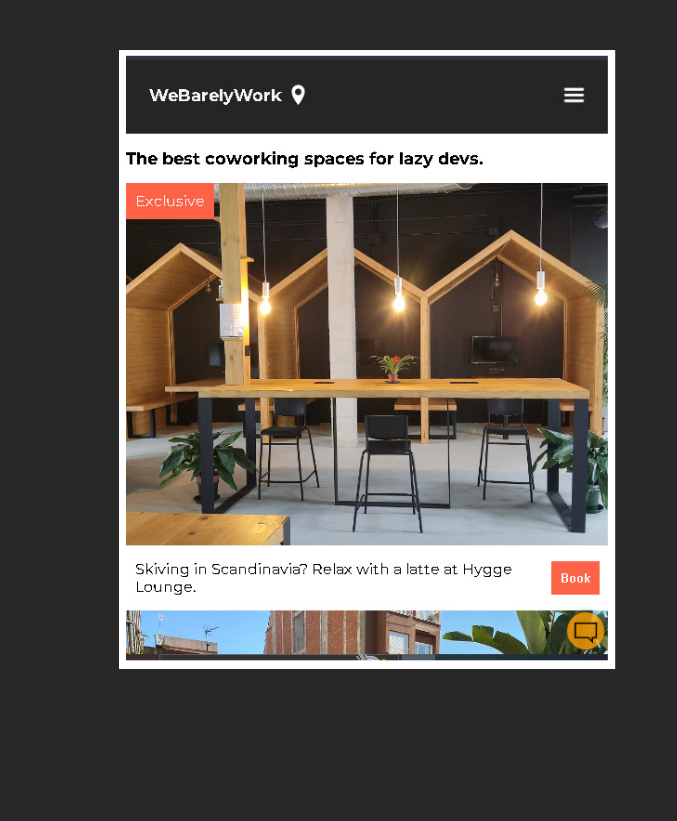 WeBarelyWork
The best coworking spaces for lazy devs.
Exclusive
Skiving in Scandinavia? Relax with a latte at Hygge
Lounge.
Book